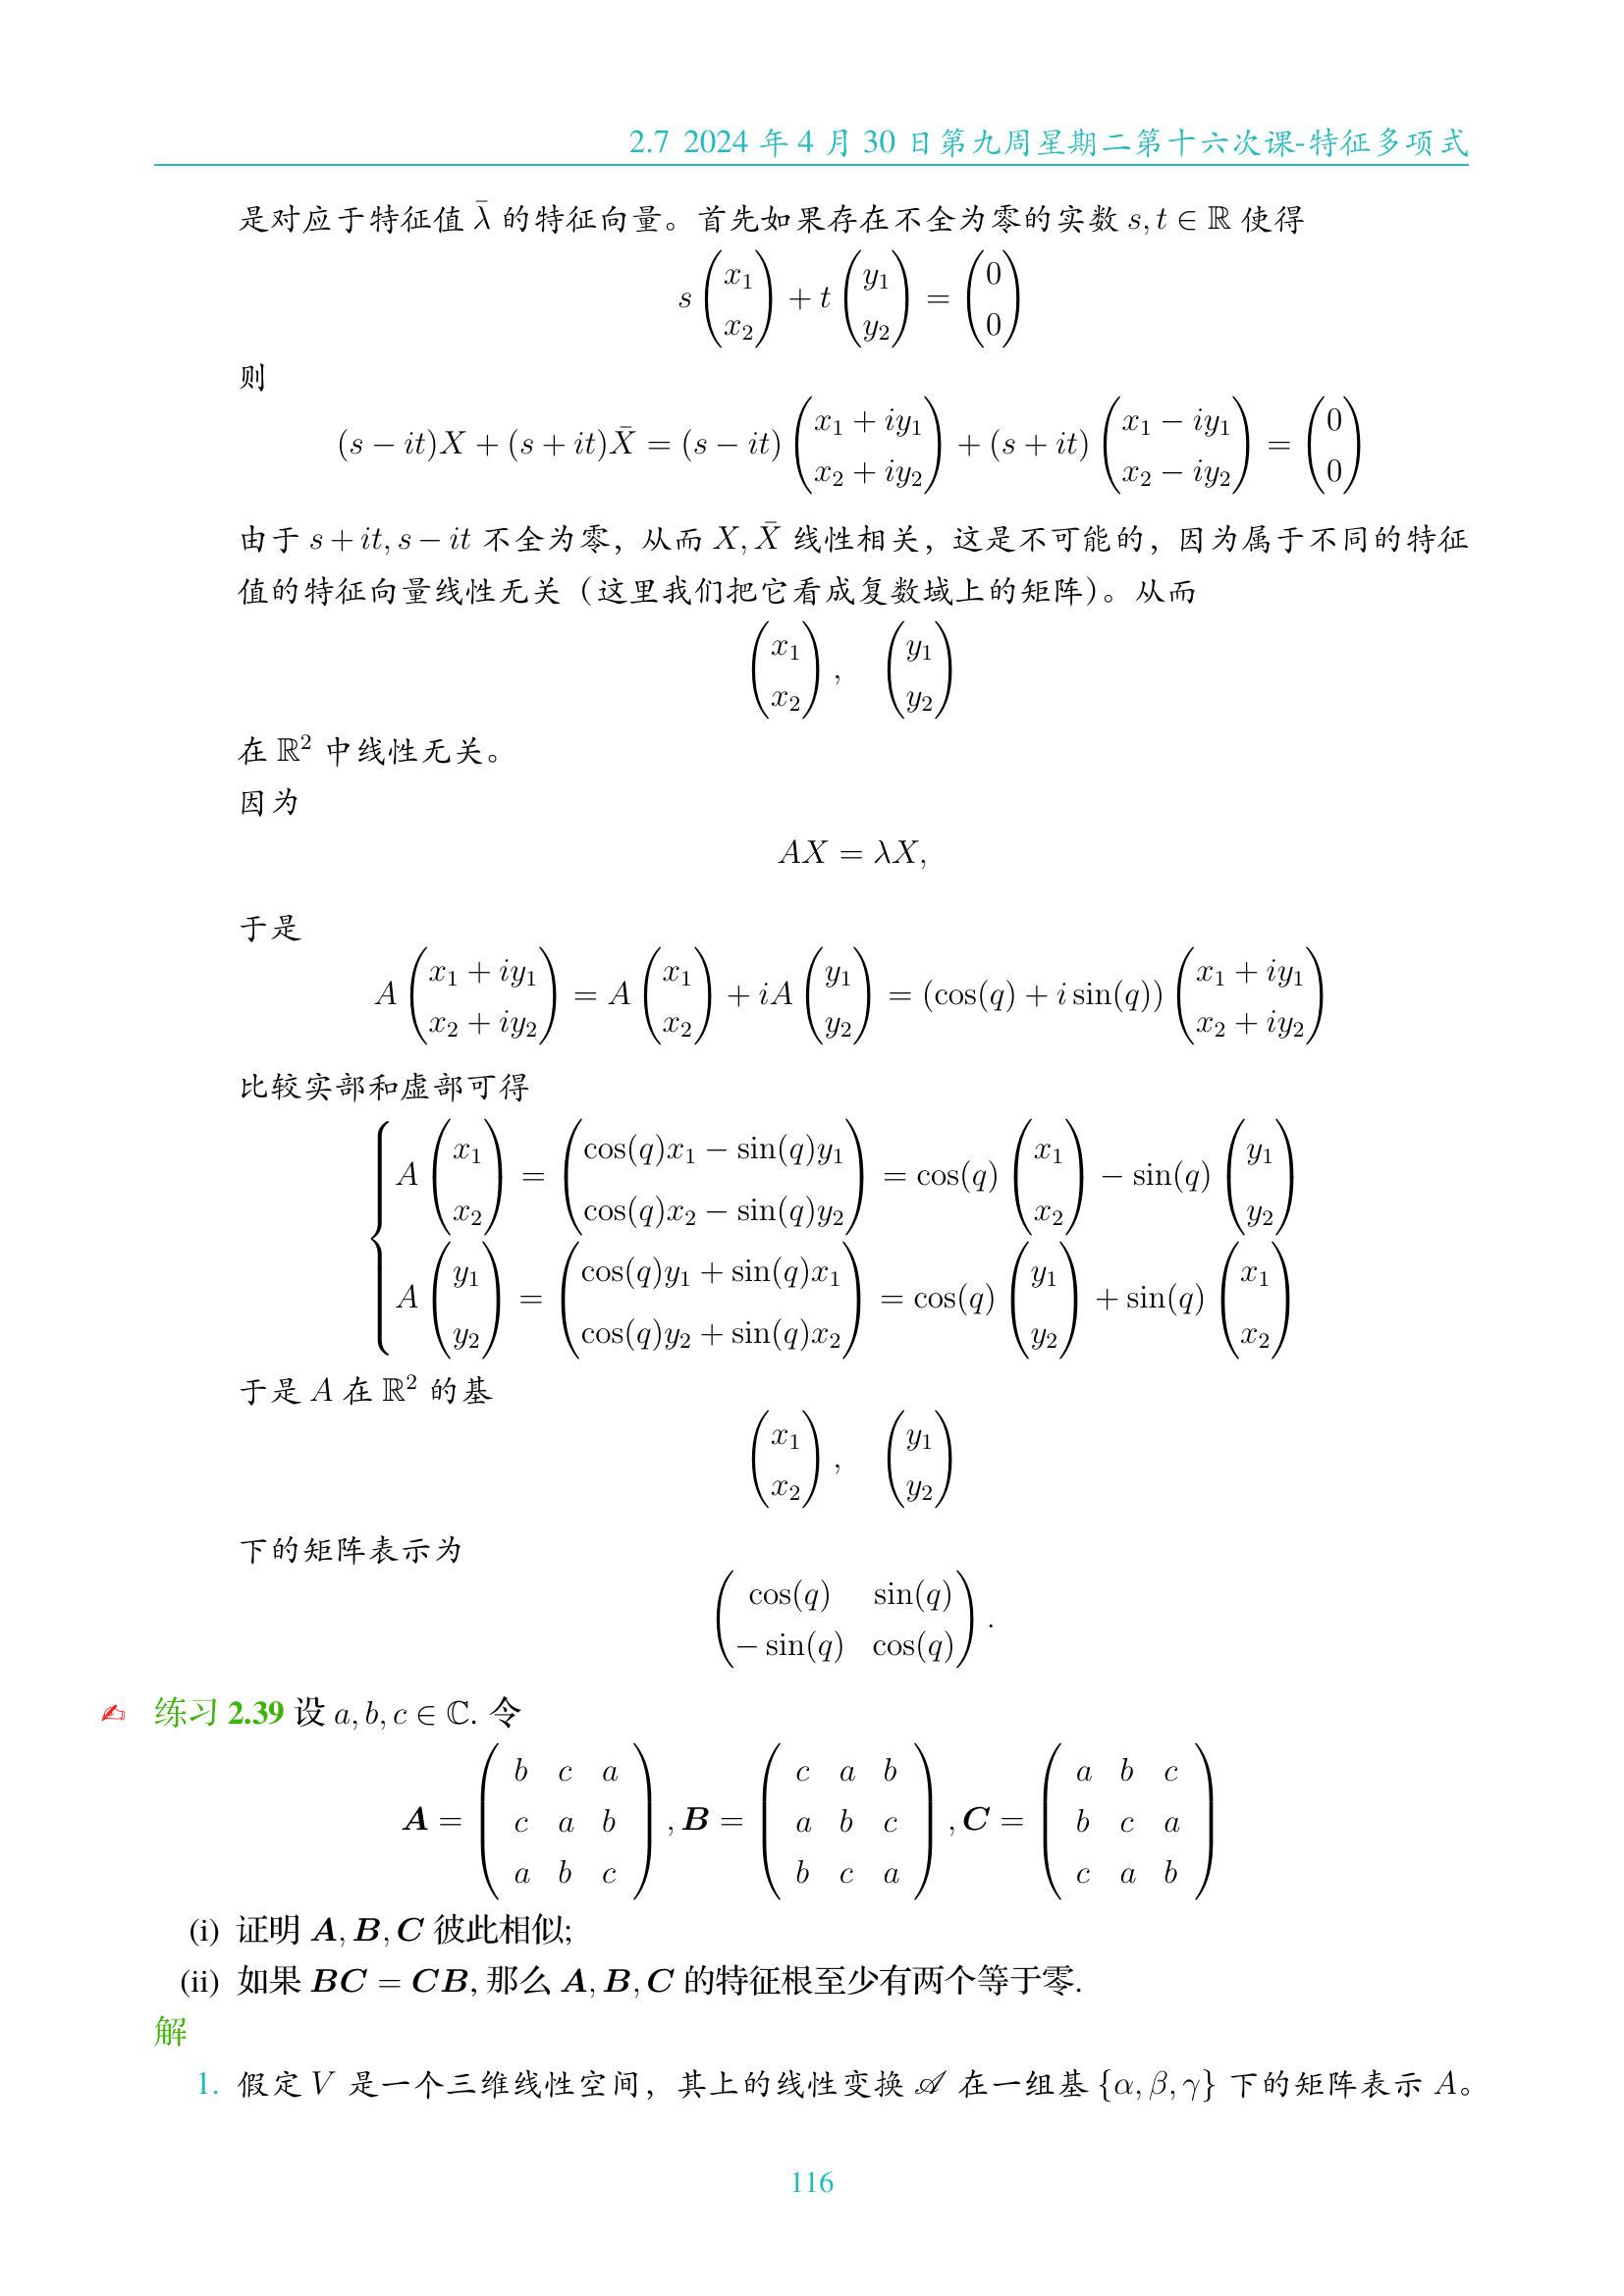 2.7 2024 年 4 月 30 日第九周星期二第十六次课-特征多项式
是对应于特征值 $\bar{\lambda}$ 的特征向量。首先如果存在不全为零的实数 $s, t \in \mathbb{R}$ 使得
$s \begin{pmatrix} x_1 \\ x_2 \end{pmatrix} + t \begin{pmatrix} y_1 \\ y_2 \end{pmatrix} = \begin{pmatrix} 0 \\ 0 \end{pmatrix}$
则
$(s - it)X + (s + it)\bar{X} = (s - it) \begin{pmatrix} x_1 + iy_1 \\ x_2 + iy_2 \end{pmatrix} + (s + it) \begin{pmatrix} x_1 - iy_1 \\ x_2 - iy_2 \end{pmatrix} = \begin{pmatrix} 0 \\ 0 \end{pmatrix}$
由于 $s + it, s - it$ 不全为零，从而 $X, \bar{X}$ 线性相关，这是不可能的，因为属于不同的特征
值的特征向量线性无关（这里我们把它看成复数域上的矩阵）。从而
$\begin{pmatrix} x_1 \\ x_2 \end{pmatrix}, \quad \begin{pmatrix} y_1 \\ y_2 \end{pmatrix}$
在 $\mathbb{R}^2$ 中线性无关。
因为
$AX = \lambda X,$
于是
$A \begin{pmatrix} x_1 + iy_1 \\ x_2 + iy_2 \end{pmatrix} = A \begin{pmatrix} x_1 \\ x_2 \end{pmatrix} + iA \begin{pmatrix} y_1 \\ y_2 \end{pmatrix} = (\cos(q) + i\sin(q)) \begin{pmatrix} x_1 + iy_1 \\ x_2 + iy_2 \end{pmatrix}$
比较实部和虚部可得
$\begin{cases} A \begin{pmatrix} x_1 \\ x_2 \end{pmatrix} = \begin{pmatrix} \cos(q)x_1 - \sin(q)y_1 \\ \cos(q)x_2 - \sin(q)y_2 \end{pmatrix} = \cos(q) \begin{pmatrix} x_1 \\ x_2 \end{pmatrix} - \sin(q) \begin{pmatrix} y_1 \\ y_2 \end{pmatrix} \\ A \begin{pmatrix} y_1 \\ y_2 \end{pmatrix} = \begin{pmatrix} \cos(q)y_1 + \sin(q)x_1 \\ \cos(q)y_2 + \sin(q)x_2 \end{pmatrix} = \cos(q) \begin{pmatrix} y_1 \\ y_2 \end{pmatrix} + \sin(q) \begin{pmatrix} x_1 \\ x_2 \end{pmatrix} \end{cases}$
于是 $A$ 在 $\mathbb{R}^2$ 的基
$\begin{pmatrix} x_1 \\ x_2 \end{pmatrix}, \quad \begin{pmatrix} y_1 \\ y_2 \end{pmatrix}$
下的矩阵表示为
$\begin{pmatrix} \cos(q) & \sin(q) \\ -\sin(q) & \cos(q) \end{pmatrix}.$
✍ 练习 2.39 设 $a, b, c \in \mathbb{C}$. 令
$\boldsymbol{A} = \begin{pmatrix} b & c & a \\ c & a & b \\ a & b & c \end{pmatrix}, \boldsymbol{B} = \begin{pmatrix} c & a & b \\ a & b & c \\ b & c & a \end{pmatrix}, \boldsymbol{C} = \begin{pmatrix} a & b & c \\ b & c & a \\ c & a & b \end{pmatrix}$
(i) 证明 $\boldsymbol{A}, \boldsymbol{B}, \boldsymbol{C}$ 彼此相似;
(ii) 如果 $\boldsymbol{BC} = \boldsymbol{CB}$, 那么 $\boldsymbol{A}, \boldsymbol{B}, \boldsymbol{C}$ 的特征根至少有两个等于零.
解
1. 假定 $V$ 是一个三维线性空间，其上的线性变换 $\mathscr{A}$ 在一组基 $\{\alpha, \beta, \gamma\}$ 下的矩阵表示 $A$。
116